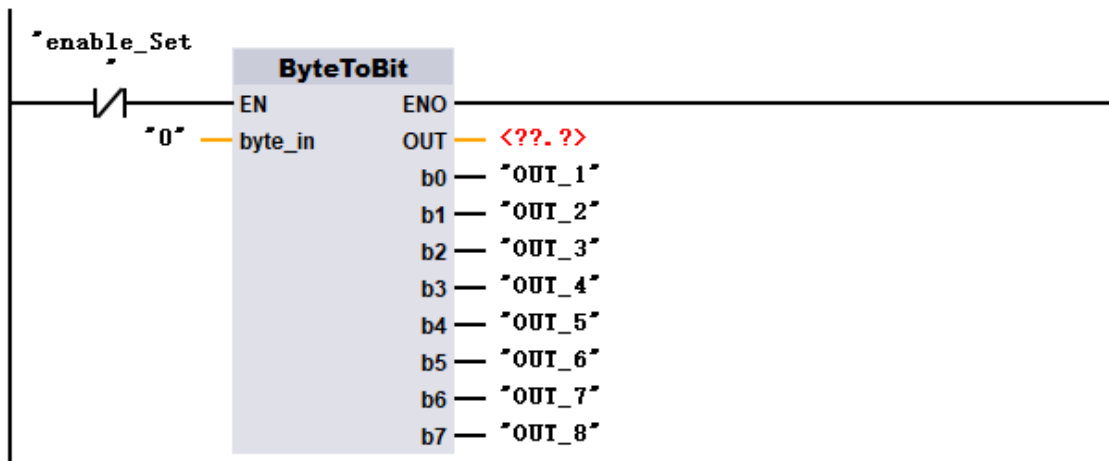 "enable_Set
"
ByteToBit
EN ENO
"0" byte_in OUT <??.?>
b0 "OUT_1"
b1 "OUT_2"
b2 "OUT_3"
b3 "OUT_4"
b4 "OUT_5"
b5 "OUT_6"
b6 "OUT_7"
b7 "OUT_8"